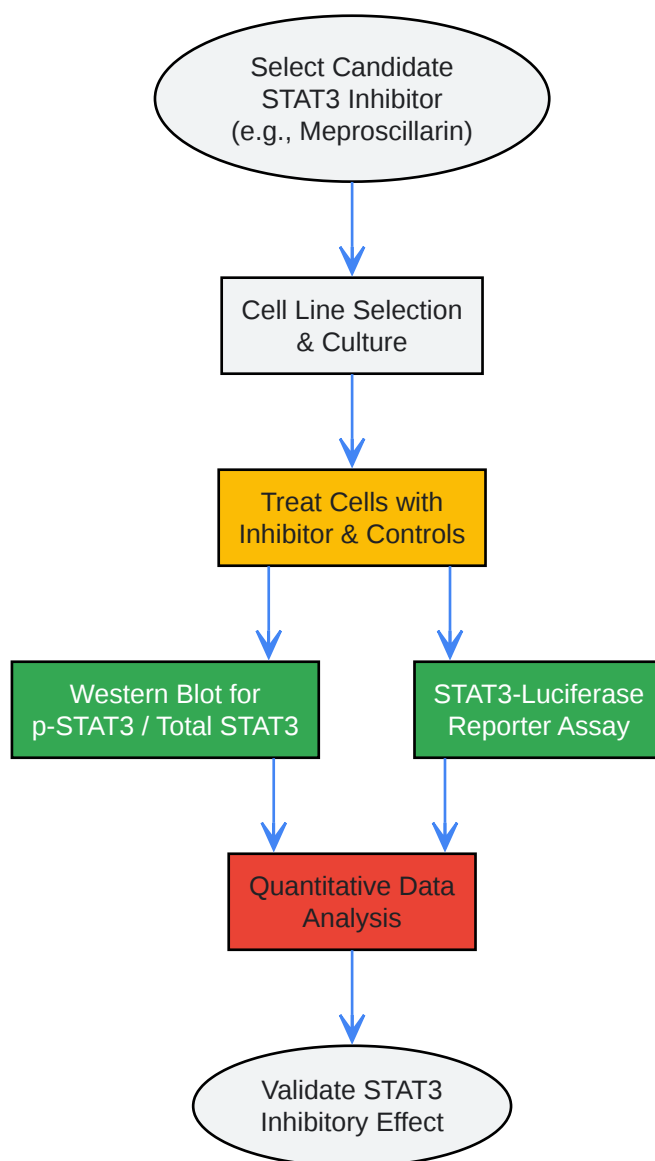 Select Candidate
STAT3 Inhibitor
(e.g., Meproscillarin)
Cell Line Selection
& Culture
Treat Cells with
Inhibitor & Controls
Western Blot for
p-STAT3 / Total STAT3
STAT3-Luciferase
Reporter Assay
Quantitative Data
Analysis
Validate STAT3
Inhibitory Effect